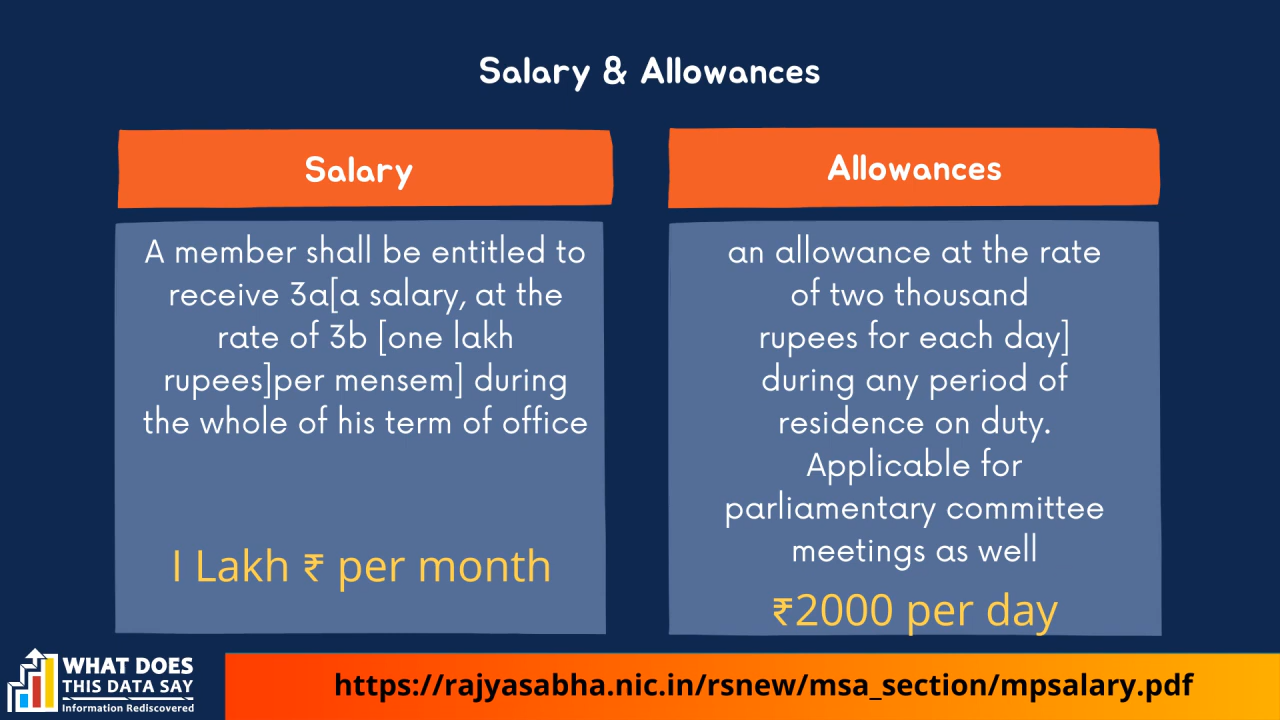 Salary & Allowances
Salary
A member shall be entitled to
receive 3a[a salary, at the
rate of 3b [one lakh
rupees]per mensem] during
the whole of his term of office
I Lakh ₹ per month
Allowances
an allowance at the rate
of two thousand
rupees for each day]
during any period of
residence on duty.
Applicable for
parliamentary committee
meetings as well
₹2000 per day
WHAT DOES
THIS DATA SAY
Information Rediscovered
https://rajyasabha.nic.in/rsnew/msa_section/mpsalary.pdf